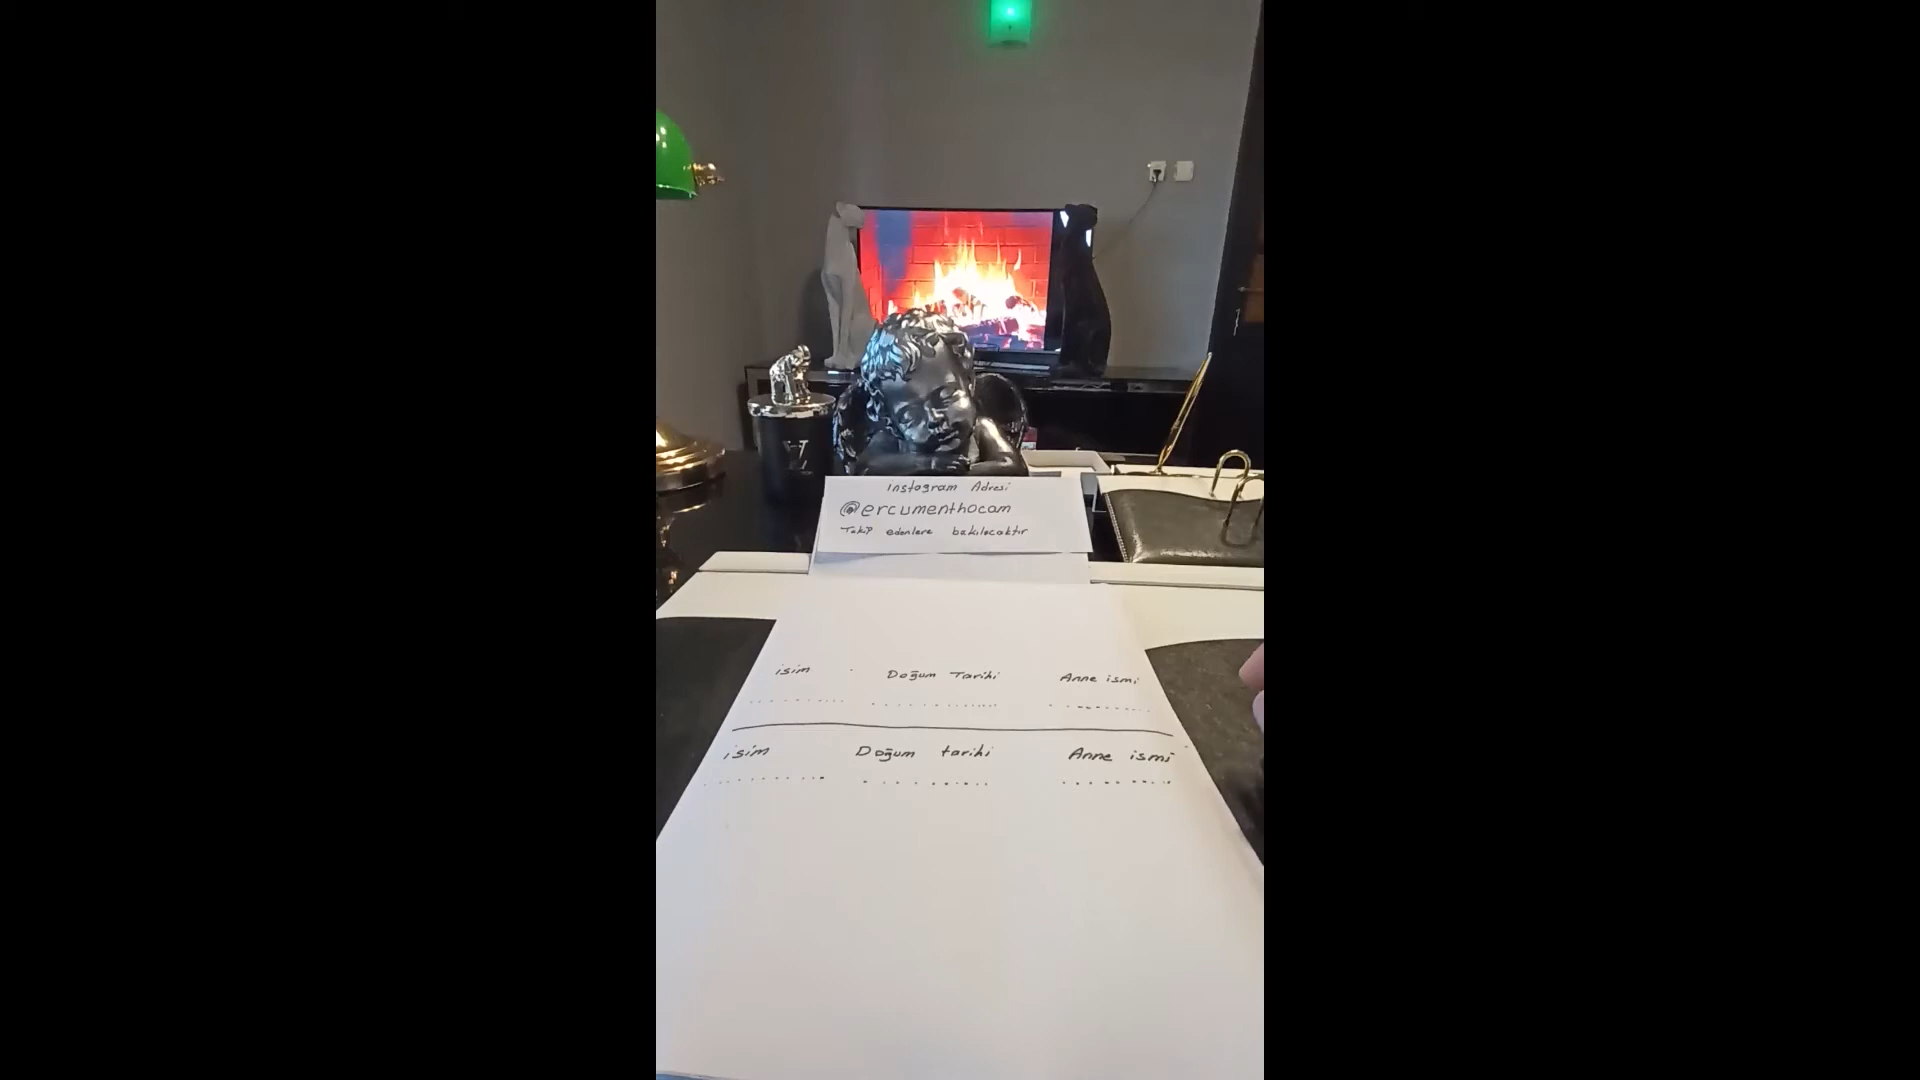 instagram Adresi
@ercumenthocam
Takip edenlere bakılacaktır
isim Doğum Tarihi Anne ismi
isim Doğum tarihi Anne ismi